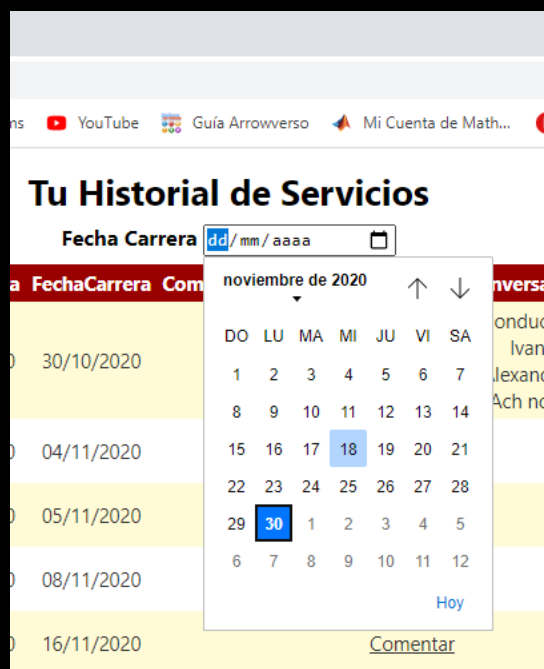 ns YouTube Guía Arrowverso Mi Cuenta de Math...
Tu Historial de Servicios
Fecha Carrera dd/mm/aaaa
a FechaCarrera Com nversa
noviembre de 2020
DO LU MA MI JU VI SA
1 2 3 4 5 6 7
8 9 10 11 12 13 14
15 16 17 18 19 20 21
22 23 24 25 26 27 28
29 30 1 2 3 4 5
6 7 8 9 10 11 12
Hoy
0 30/10/2020
onduc
Ivan
lexand
Ach no
0 04/11/2020
0 05/11/2020
0 08/11/2020
0 16/11/2020 Comentar